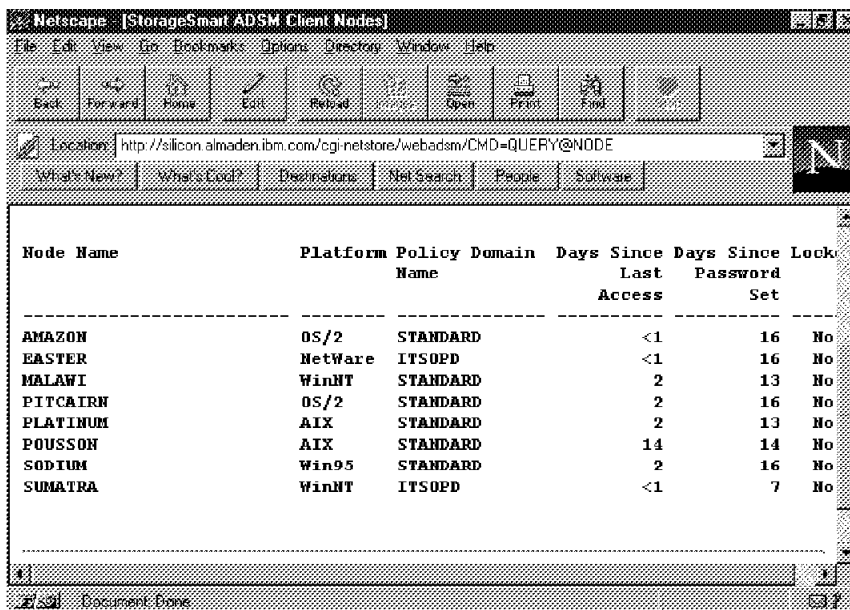 Netscape - [StorageSmart ADSM Client Nodes]
File Edit View Go Bookmarks Options Directory Window Help
Back Forward Home Edit Reload Open Print Find
Location: http://silicon.almaden.ibm.com/cgi-netstore/webadsm/CMD=QUERY@NODE
N
What's New? What's Cool? Destinations Net Search People Software
Node Name Platform Policy Domain Days Since Days Since Lock
Name Last Password
Access Set
------------------------- -------- -------------- ---------- ---------- ----
AMAZON OS/2 STANDARD <1 16 No
EASTER NetWare ITSOPD <1 16 No
MALAWI WinNT STANDARD 2 13 No
PITCAIRN OS/2 STANDARD 2 16 No
PLATINUM AIX STANDARD 2 13 No
POUSSON AIX STANDARD 14 14 No
SODIUM Win95 STANDARD 2 16 No
SUMATRA WinNT ITSOPD <1 7 No
Document: Done